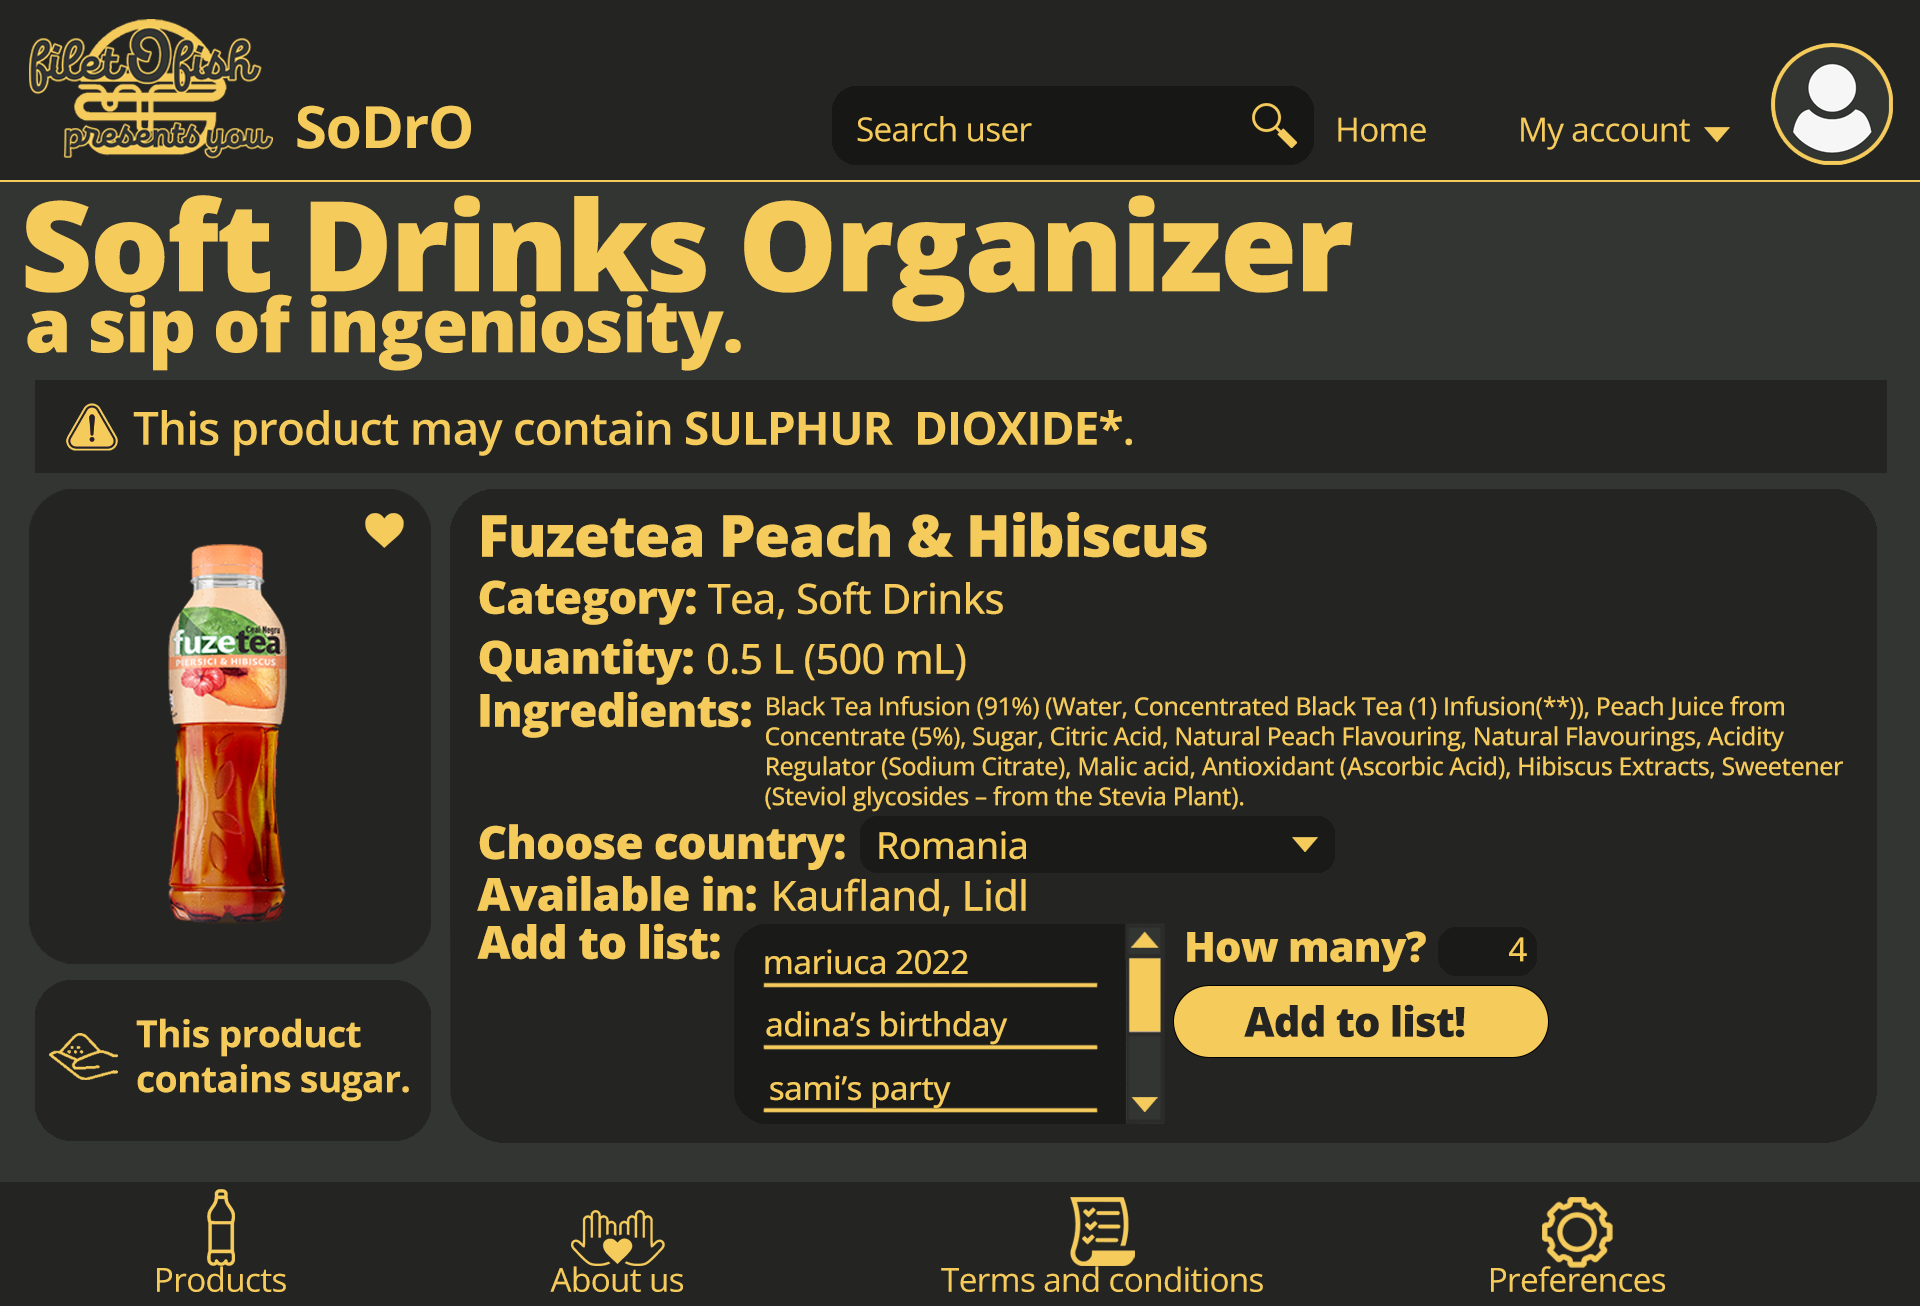 filet O fish
presents you
SoDrO
Search user
Home
My account
Soft Drinks Organizer
a sip of ingeniosity.
This product may contain SULPHUR DIOXIDE*.
Ceai Negru
fuzetea
PIERSICI & HIBISCUS
This product
contains sugar.
Fuzetea Peach & Hibiscus
Category: Tea, Soft Drinks
Quantity: 0.5 L (500 mL)
Ingredients: Black Tea Infusion (91%) (Water, Concentrated Black Tea (1) Infusion(**)), Peach Juice from
Concentrate (5%), Sugar, Citric Acid, Natural Peach Flavouring, Natural Flavourings, Acidity
Regulator (Sodium Citrate), Malic acid, Antioxidant (Ascorbic Acid), Hibiscus Extracts, Sweetener
(Steviol glycosides – from the Stevia Plant).
Choose country: Romania
Available in: Kaufland, Lidl
Add to list:
mariuca 2022
adina’s birthday
sami’s party
How many? 4
Add to list!
Products
About us
Terms and conditions
Preferences